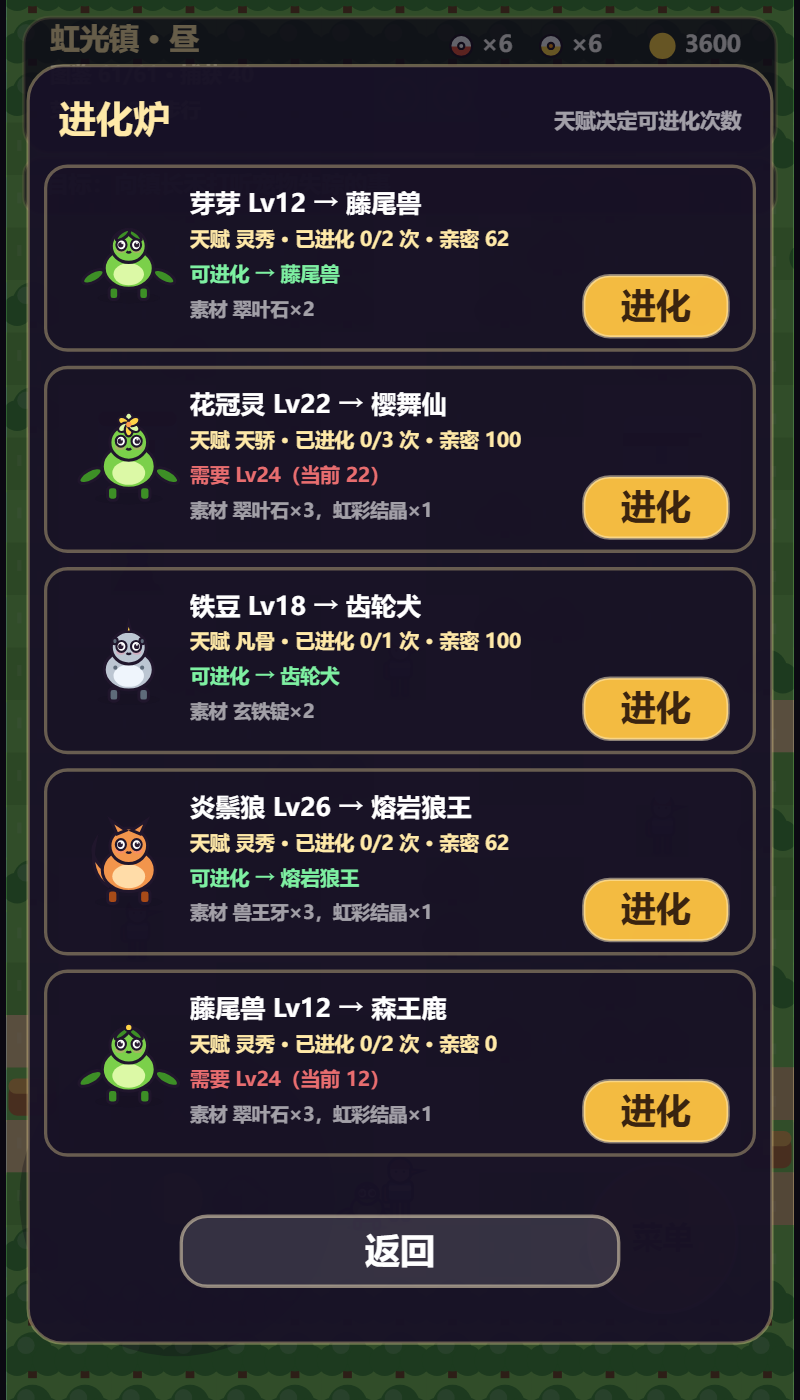 虹光镇·昼
×6
×6
3600
进化炉
天赋决定可进化次数
芽芽 Lv12 → 藤尾兽
天赋 灵秀·已进化 0/2 次·亲密 62
可进化 → 藤尾兽
素材 翠叶石×2
进化
花冠灵 Lv22 → 樱舞仙
天赋 天骄·已进化 0/3 次·亲密 100
需要 Lv24（当前 22）
素材 翠叶石×3，虹彩结晶×1
进化
铁豆 Lv18 → 齿轮犬
天赋 凡骨·已进化 0/1 次·亲密 100
可进化 → 齿轮犬
素材 玄铁锭×2
进化
炎鬃狼 Lv26 → 熔岩狼王
天赋 灵秀·已进化 0/2 次·亲密 62
可进化 → 熔岩狼王
素材 兽王牙×3，虹彩结晶×1
进化
藤尾兽 Lv12 → 森王鹿
天赋 灵秀·已进化 0/2 次·亲密 0
需要 Lv24（当前 12）
素材 翠叶石×3，虹彩结晶×1
进化
菜单
返回